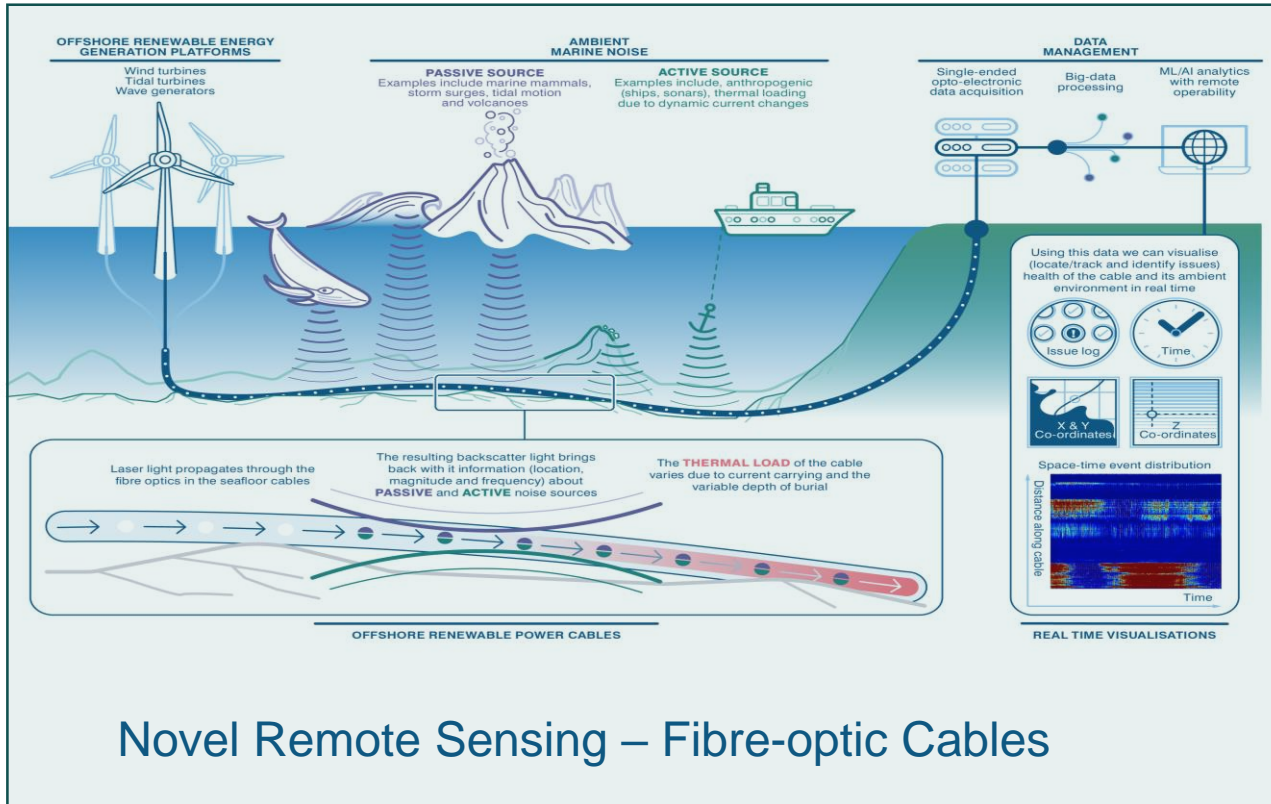 OFFSHORE RENEWABLE ENERGY
GENERATION PLATFORMS
Wind turbines
Tidal turbines
Wave generators
AMBIENT
MARINE NOISE
PASSIVE SOURCE
Examples include marine mammals,
storm surges, tidal motion
and volcanoes
ACTIVE SOURCE
Examples include, anthropogenic
(ships, sonars), thermal loading
due to dynamic current changes
DATA
MANAGEMENT
Single-ended
opto-electronic
data acquisition
Big-data
processing
ML/AI analytics
with remote
operability
Using this data we can visualise
(locate/track and identify issues)
health of the cable and its ambient
environment in real time
Issue log
Time
X & Y
Co-ordinates
Z
Co-ordinates
Space-time event distribution
Distance along
cable
Time
REAL TIME VISUALISATIONS
Laser light propagates through the
fibre optics in the seafloor cables
The resulting backscatter light brings
back with it information (location,
magnitude and frequency) about
PASSIVE and ACTIVE noise sources
The THERMAL LOAD of the cable
varies due to current carrying and the
variable depth of burial
OFFSHORE RENEWABLE POWER CABLES
Novel Remote Sensing – Fibre-optic Cables